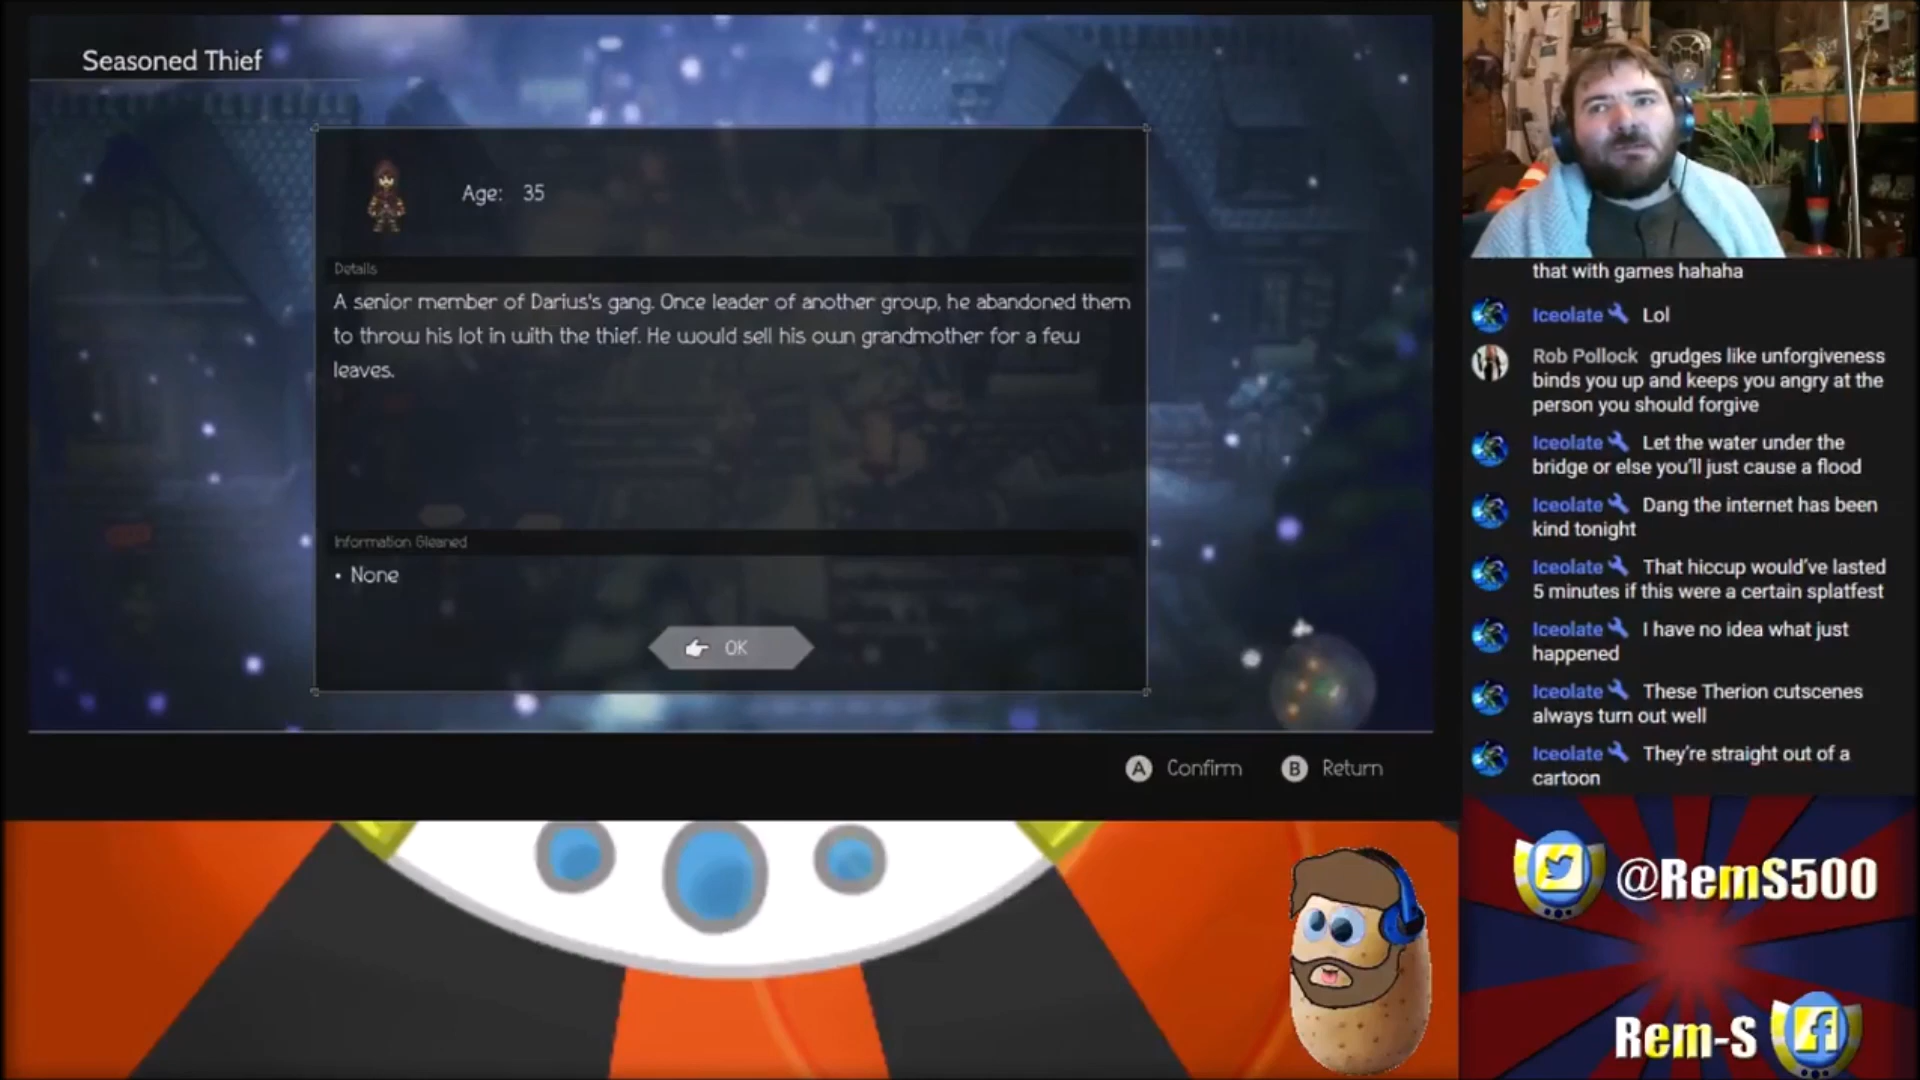 Seasoned Thief
Age: 35
Details
A senior member of Darius's gang. Once leader of another group, he abandoned them
to throw his lot in with the thief. He would sell his own grandmother for a few
leaves.
Information Gleaned
• None
OK
A Confirm B Return
that with games hahaha
Iceolate Lol
Rob Pollock grudges like unforgiveness
binds you up and keeps you angry at the
person you should forgive
Iceolate Let the water under the
bridge or else you'll just cause a flood
Iceolate Dang the internet has been
kind tonight
Iceolate That hiccup would've lasted
5 minutes if this were a certain splatfest
Iceolate I have no idea what just
happened
Iceolate These Therion cutscenes
always turn out well
Iceolate They're straight out of a
cartoon
@RemS500
Rem-S f